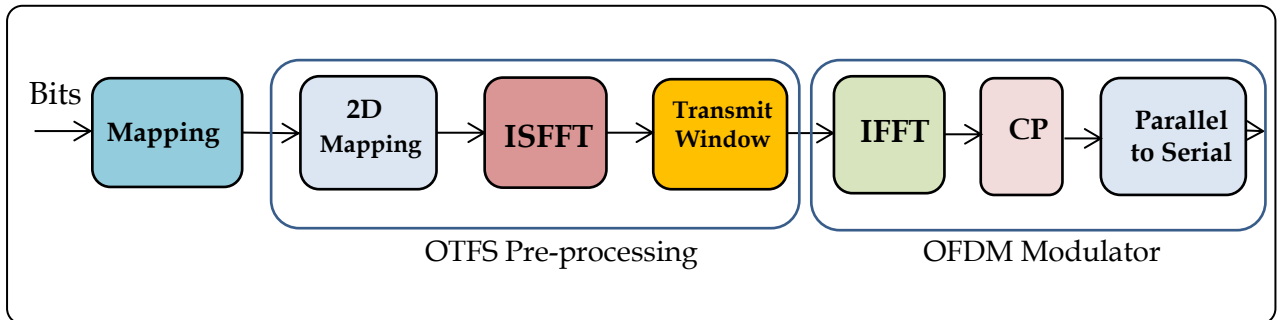 Bits
Mapping
2D
Mapping
ISFFT
Transmit
Window
IFFT
CP
Parallel
to Serial
OTFS Pre-processing
OFDM Modulator